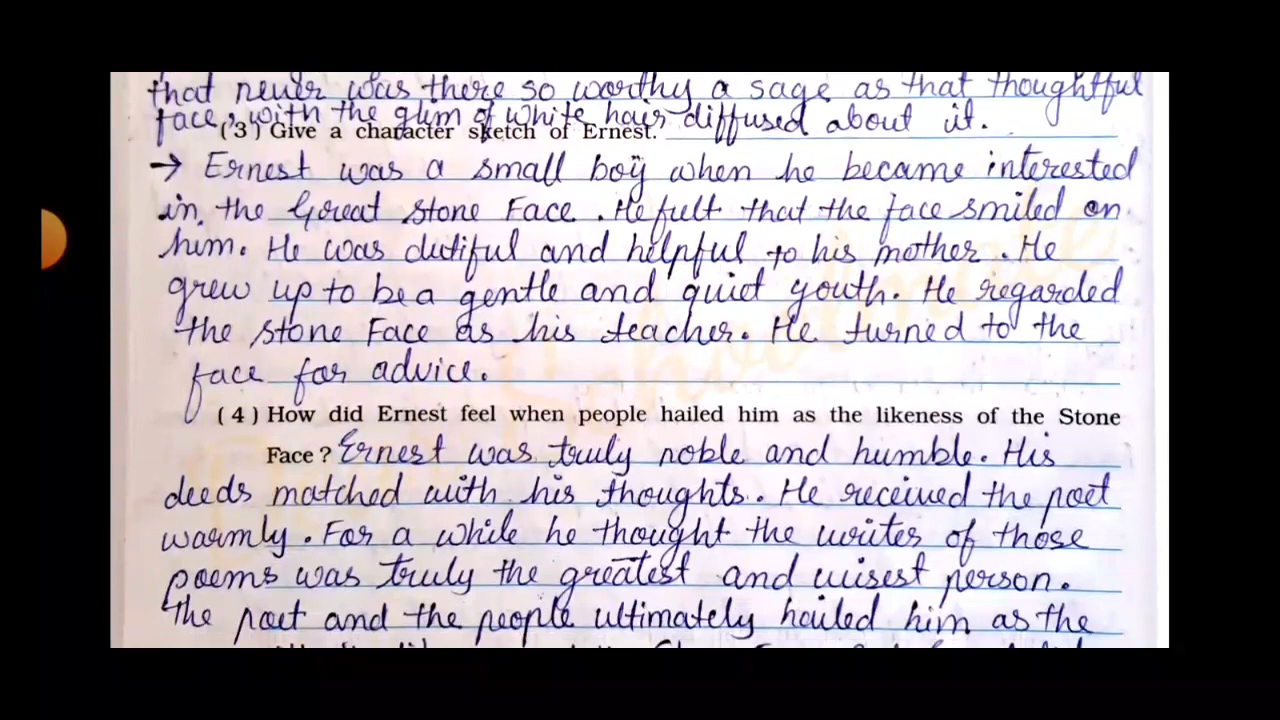 that never was there so worthy a sage as that thoughtful
face, with the glim of white hair diffused about it.
(3) Give a character sketch of Ernest.
→ Ernest was a small boy when he became interested
in the Great Stone Face. He felt that the face smiled on
him. He was dutiful and helpful to his mother. He
grew up to be a gentle and quiet youth. He regarded
the stone Face as his teacher. He turned to the
face for advice.
(4) How did Ernest feel when people hailed him as the likeness of the Stone
Face? Ernest was truly noble and humble. His
deeds matched with his thoughts. He received the poet
warmly. For a while he thought the writer of those
poems was truly the greatest and wisest person.
The poet and the people ultimately hailed him as the